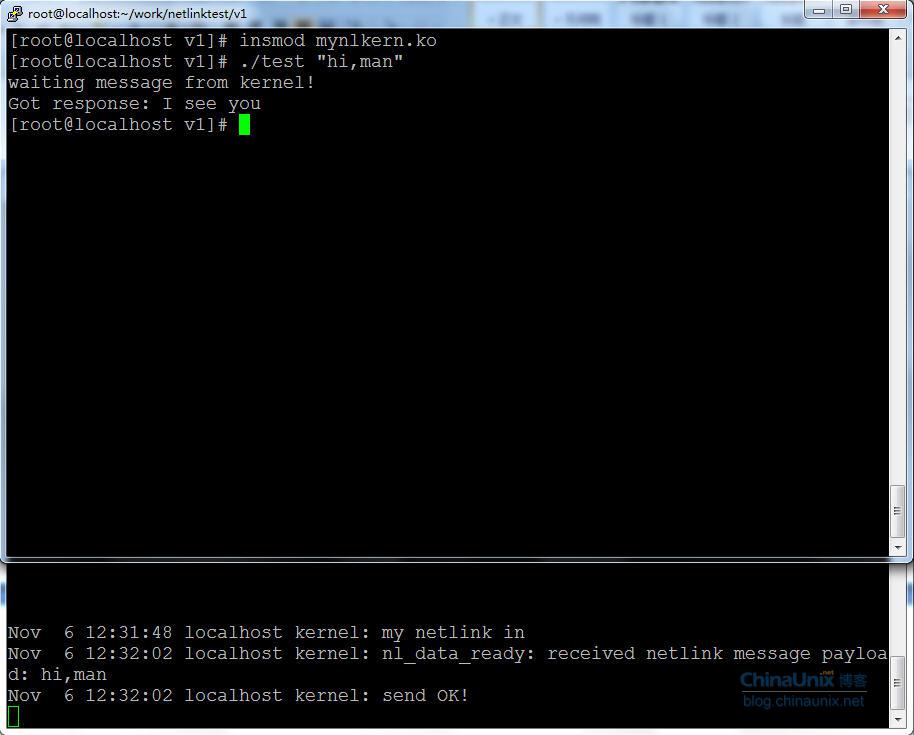 root@localhost:~/work/netlinktest/v1
[root@localhost v1]# insmod mynlkern.ko
[root@localhost v1]# ./test "hi,man"
waiting message from kernel!
Got response: I see you
[root@localhost v1]#
Nov  6 12:31:48 localhost kernel: my netlink in
Nov  6 12:32:02 localhost kernel: nl_data_ready: received netlink message payloa
d: hi,man
Nov  6 12:32:02 localhost kernel: send OK!
ChinaUnix.net 博客
blog.chinaunix.net